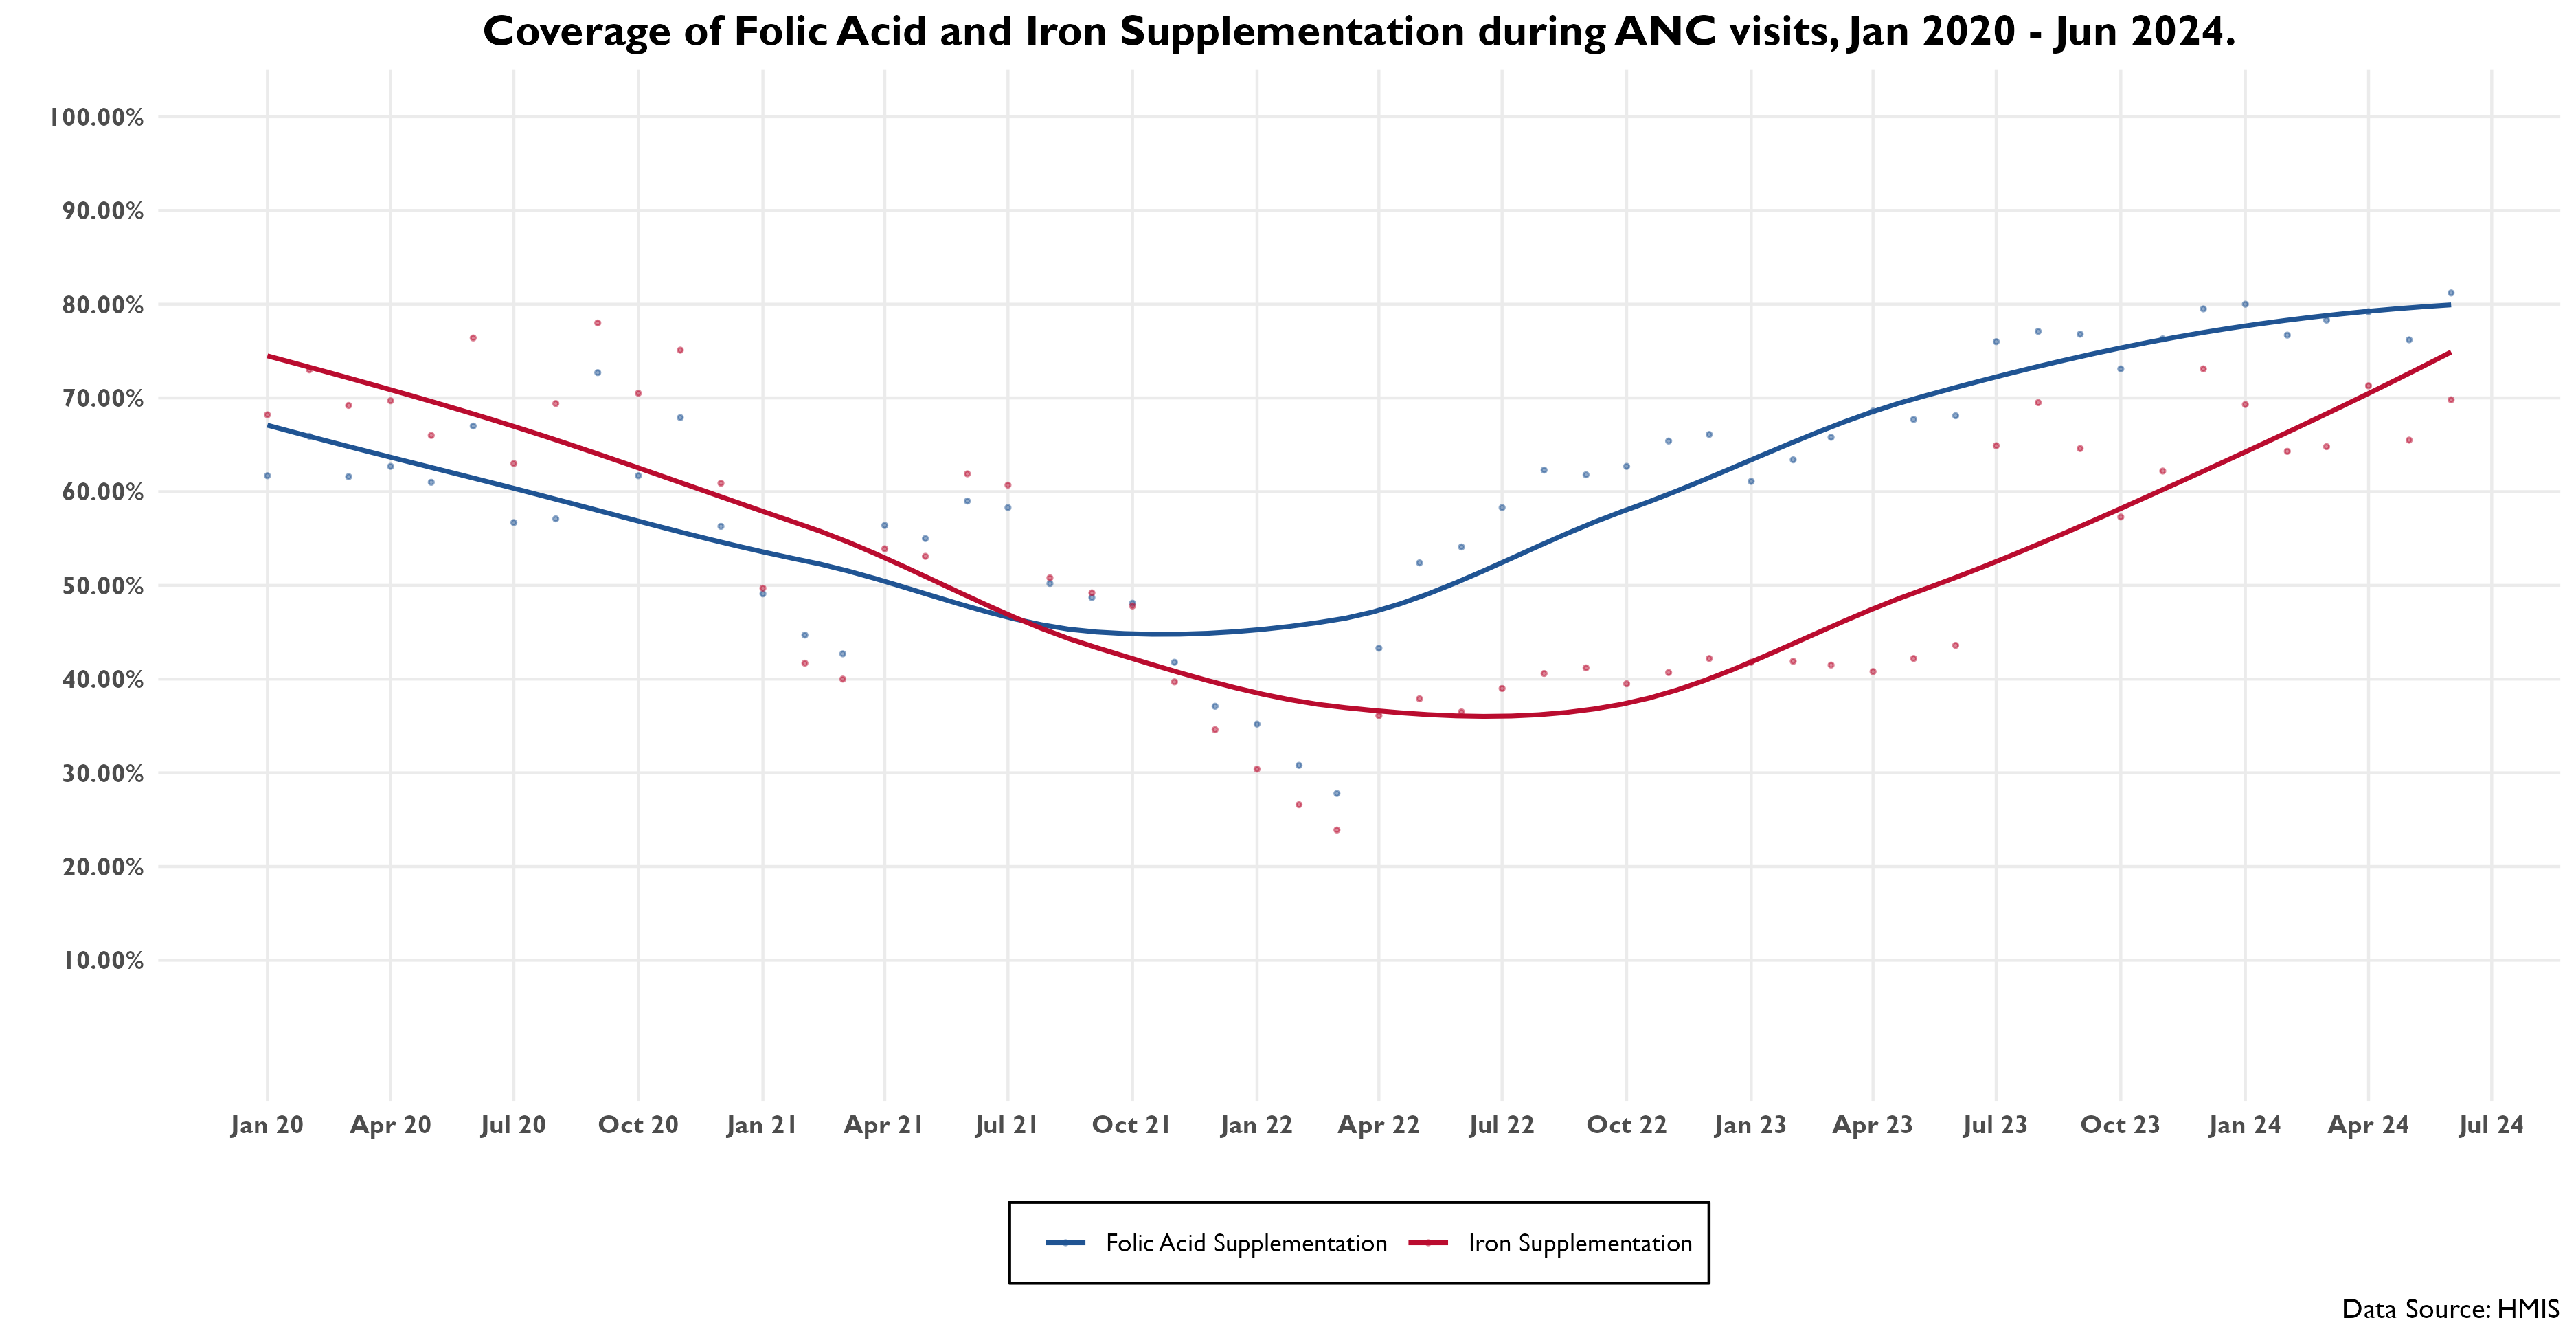 Coverage of Folic Acid and Iron Supplementation during ANC visits, Jan 2020 - Jun 2024.
100.00%
90.00%
80.00%
70.00%
60.00%
50.00%
40.00%
30.00%
20.00%
10.00%
Jan 20 Apr 20 Jul 20 Oct 20 Jan 21 Apr 21 Jul 21 Oct 21 Jan 22 Apr 22 Jul 22 Oct 22 Jan 23 Apr 23 Jul 23 Oct 23 Jan 24 Apr 24 Jul 24
Folic Acid Supplementation Iron Supplementation
Data Source: HMIS